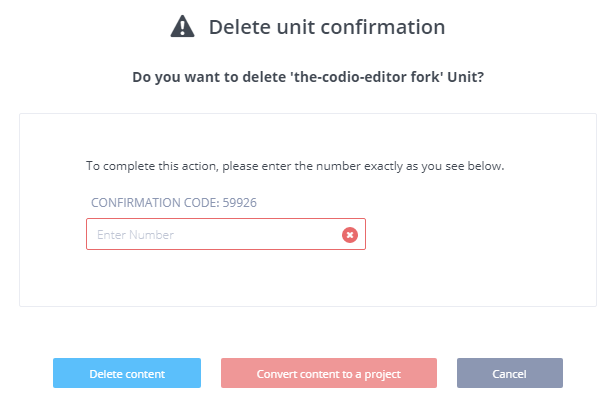 Delete unit confirmation
Do you want to delete 'the-codio-editor fork' Unit?
To complete this action, please enter the number exactly as you see below.
CONFIRMATION CODE: 59926
Enter Number
Delete content
Convert content to a project
Cancel